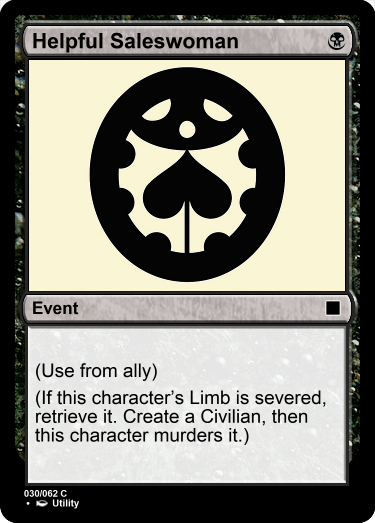 Helpful Saleswoman
Event
(Use from ally)
(If this character's Limb is severed,
retrieve it. Create a Civilian, then
this character murders it.)
030/062 C
• Utility